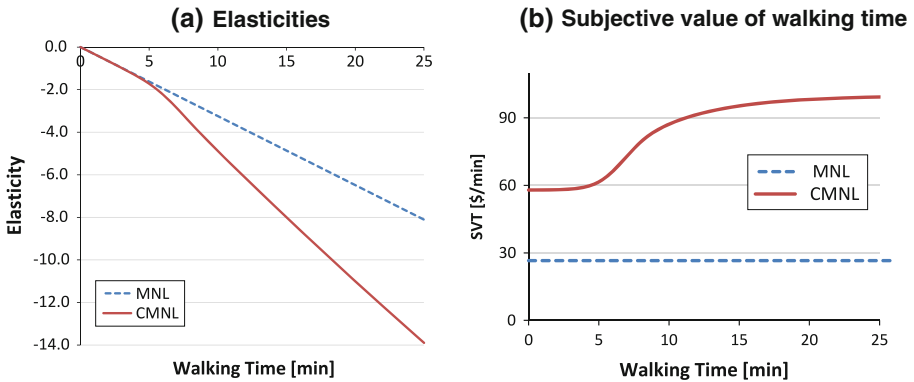 (a) Elasticities
0.0
-2.0
-4.0
-6.0
-8.0
-10.0
-12.0
-14.0
0 5 10 15 20 25
Elasticity
MNL
CMNL
Walking Time [min]
(b) Subjective value of walking time
90
60
30
0
SVT [$/min]
MNL
CMNL
0 5 10 15 20 25
Walking Time [min]